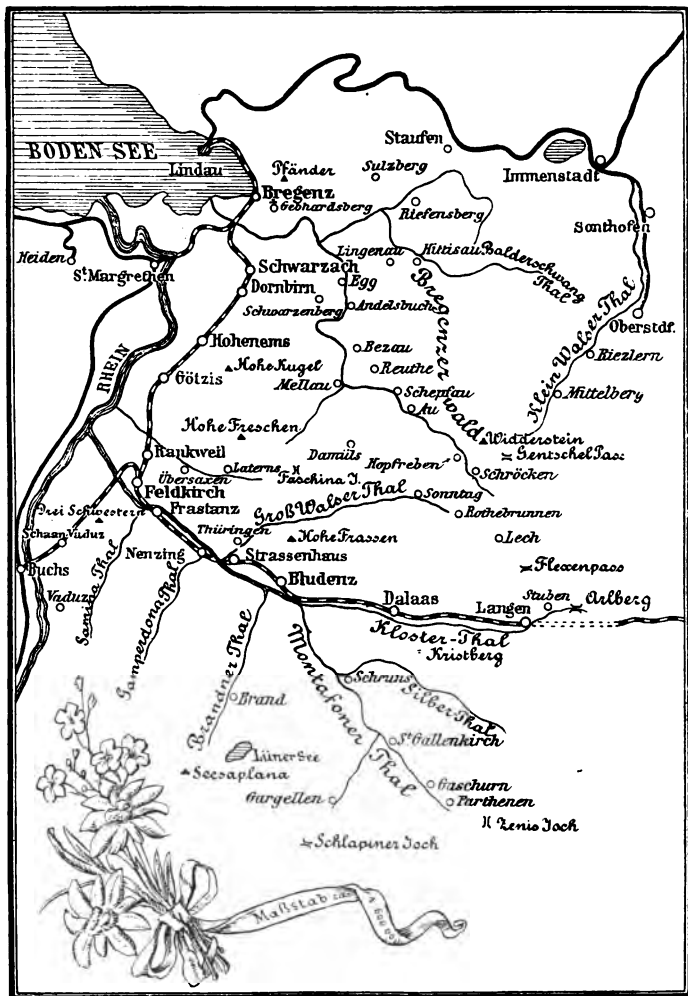 Staufen
BODEN SEE
Lindau
Pfänder
Sulzberg
Immenstadt
Bregenz
Gebhardsberg
Riefensberg
Sonthofen
Heiden
St. Margrethen
Schwarzach
Lingenau
Hittisau
Balderschwang
Thal
Dornbirn
Egg
Schwarzenberg
Andelsbuch
Bregenzer
wald
Klein Walser Thal
Oberstdf.
RHEIN
Hohenems
Bezau
Riezlern
Hohe Kugel
Reuthe
Götzis
Mellau
Schepfau
Mittelberg
Au
Hohe Freschen
Widderstein
Damüls
Gentschel Pass
Rankweil
Hopfreben
Laterns
Faschina J.
Schröcken
Übersaxen
Feldkirch
Groß Walser Thal
Sonntag
Frastanz
Drei Schwestern
Rothebrunnen
Schaan Vaduz
Thüringen
Hohe Frassen
Lech
Nenzing
Strassenhaus
Buchs
Flexenpass
Bludenz
Vaduz
Samina Thal
Dalaas
Langen
Stuben
Arlberg
Gamperdona Thal
Kloster-Thal
Kristberg
Brandner Thal
Montafoner
Thal
Schruns
Silber Thal
Brand
St. Gallenkirch
Lüner See
Scesaplana
Gaschurn
Gargellen
Parthenen
Zenis Joch
Schlapiner Joch
Maßstab ca.